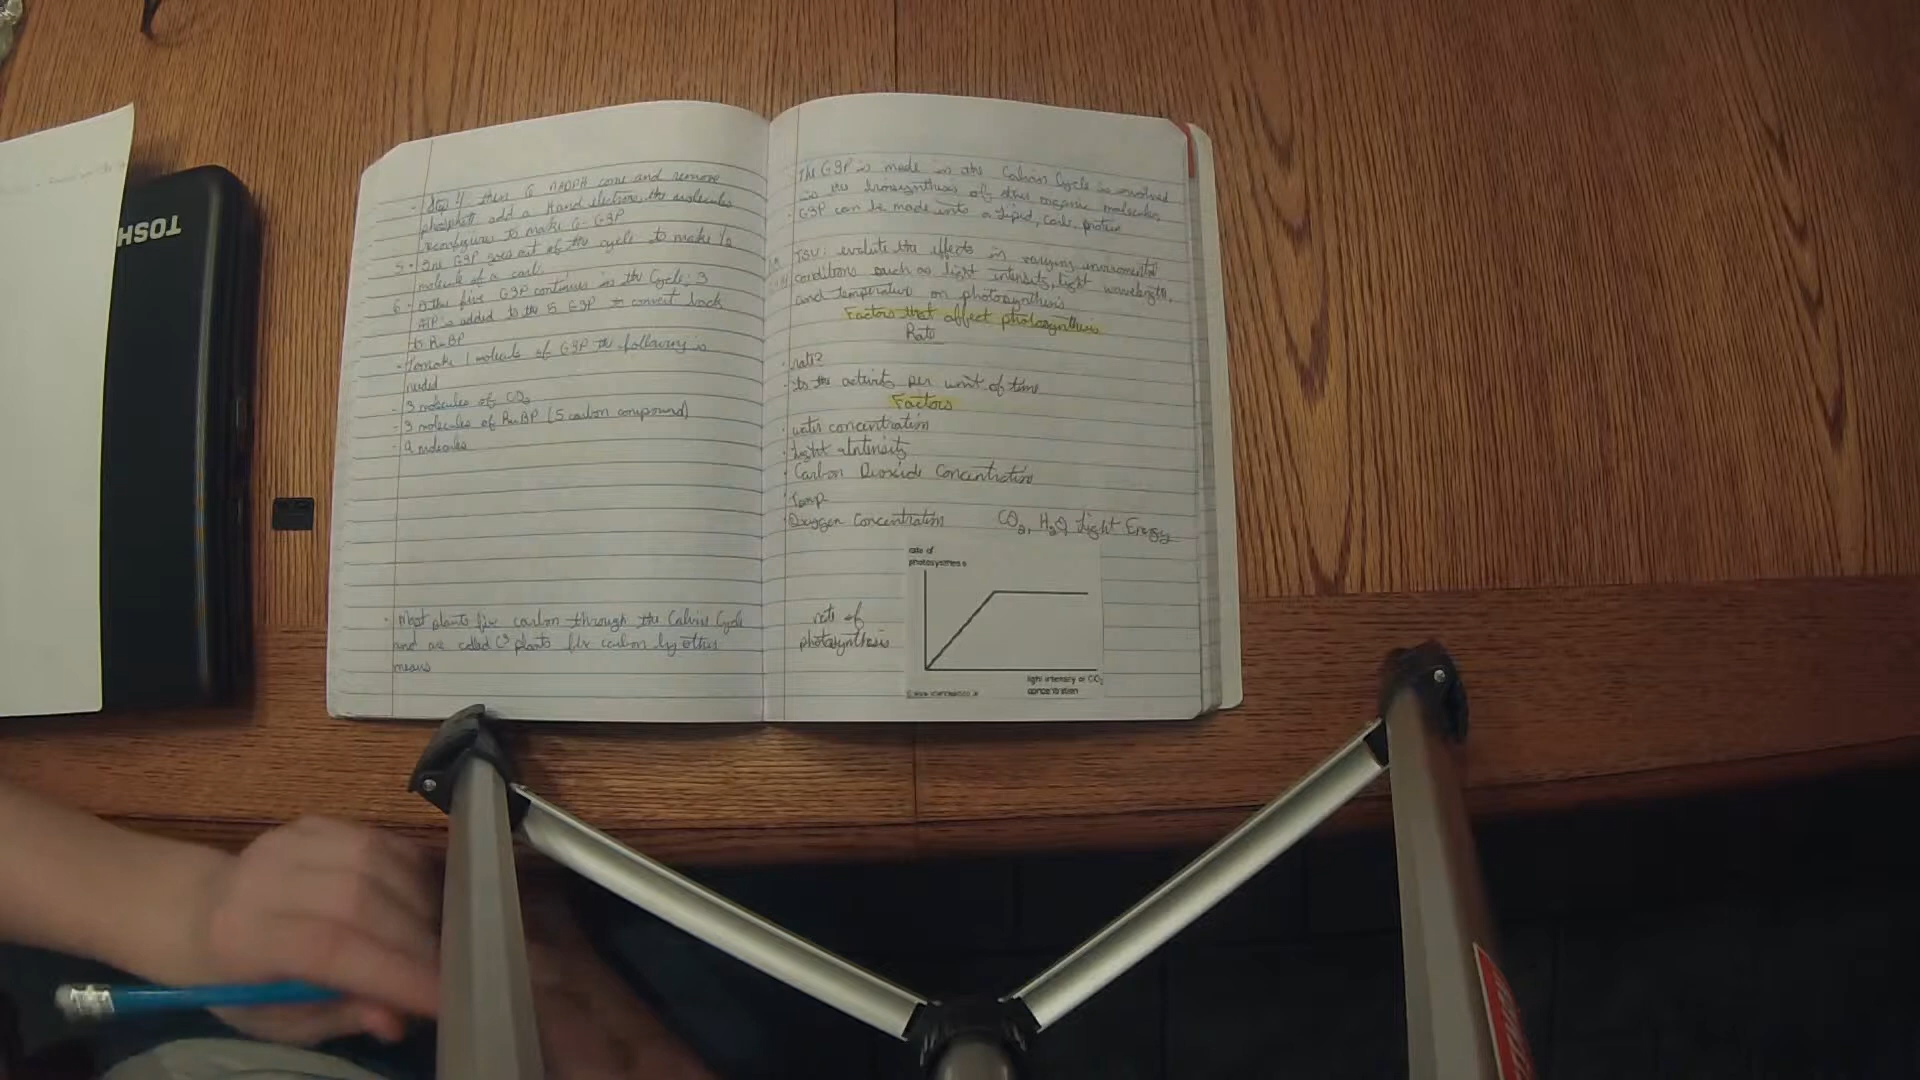 TOSH
- Step 4 then 6 NADPH come and remove
phosphate add a H and electrons the molecules
reconfigure to make 6-G3P
5 - One G3P goes out of the cycle to make 1/2
molecule of a carb.
6 - five G3P continues in the Cycle; 3
ATP is added to the 5 G3P to convert back
to RuBP
- To make 1 molecule of G3P the following is
needed
- 3 molecules of CO2
- 3 molecules of RuBP (5 carbon compound)
- 9 molecules
- Most plants fix carbon through the Calvin Cycle
and are called C3 plants fix carbon by other
means
The G3P is made in the Calvin Cycle is involved
in the biosynthesis of other organic molecules
- G3P can be made into a lipid, carb, protein
TSW: evalute the effects in varying enviromental
conditions such as light intensity, light wavelength,
and temperature on photosynthesis
Factors that affect photosynthesis
Rate
- rate?
- Is the activity per unit of time
Factors
- water concentration
- Light Intensity
- Carbon Dioxide Concentration
- Temp
- Oxygen Concentration CO2, H2O, Light Energy
rate of
photosynthesis
rate of
photosynthesis
light intensity or CO2
concentration